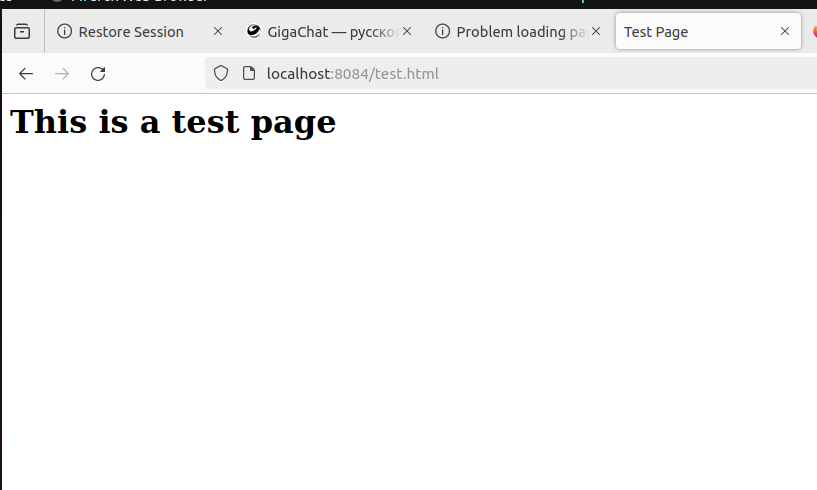 Restore Session
GigaChat — русско
Problem loading pa
Test Page
localhost:8084/test.html
This is a test page